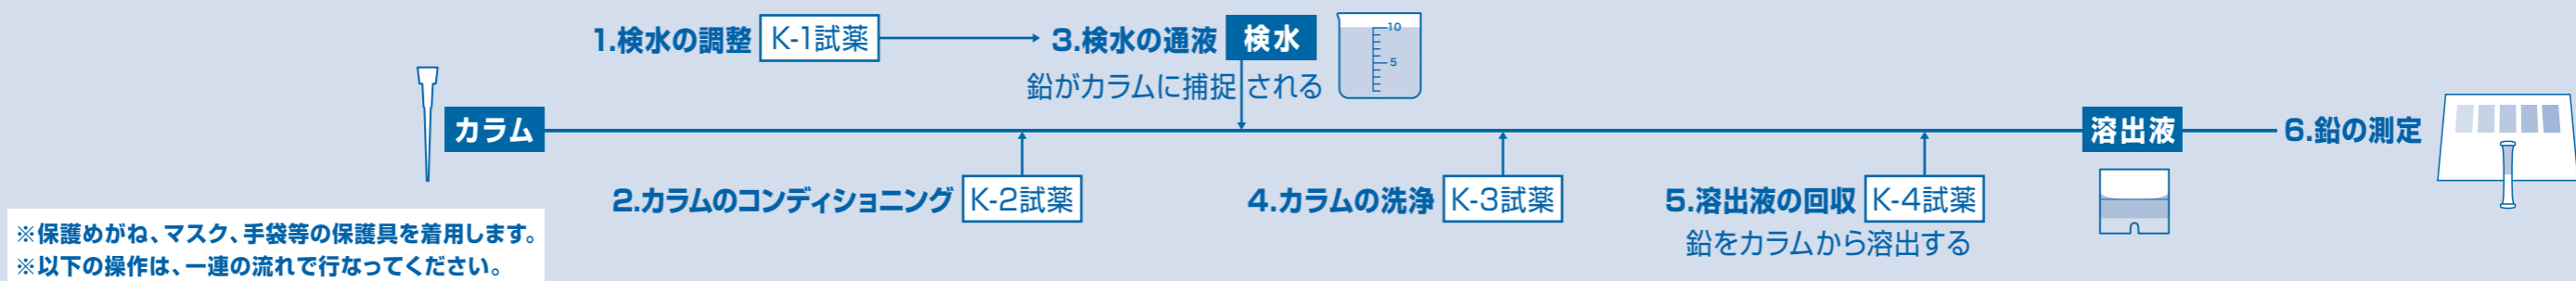 1.検水の調整 K-1試薬
3.検水の通液 検水
鉛がカラムに捕捉される
10
5
カラム
溶出液
6.鉛の測定
2.カラムのコンディショニング K-2試薬
4.カラムの洗浄 K-3試薬
5.溶出液の回収 K-4試薬
鉛をカラムから溶出する
※保護めがね、マスク、手袋等の保護具を着用します。
※以下の操作は、一連の流れで行なってください。